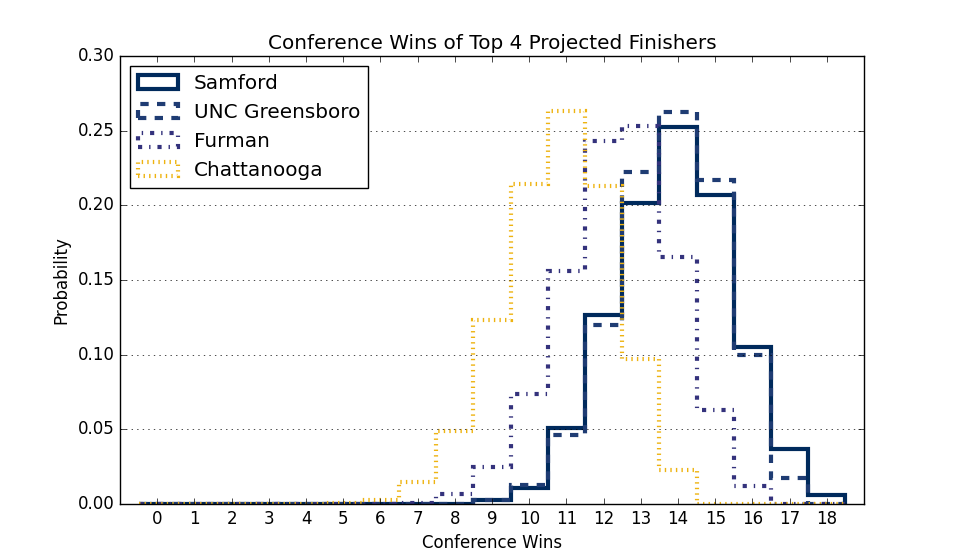 Conference Wins of Top 4 Projected Finishers
0.30
0.25
0.20
0.15
0.10
0.05
0.00
Probability
Samford
UNC Greensboro
Furman
Chattanooga
0 1 2 3 4 5 6 7 8 9 10 11 12 13 14 15 16 17 18
Conference Wins